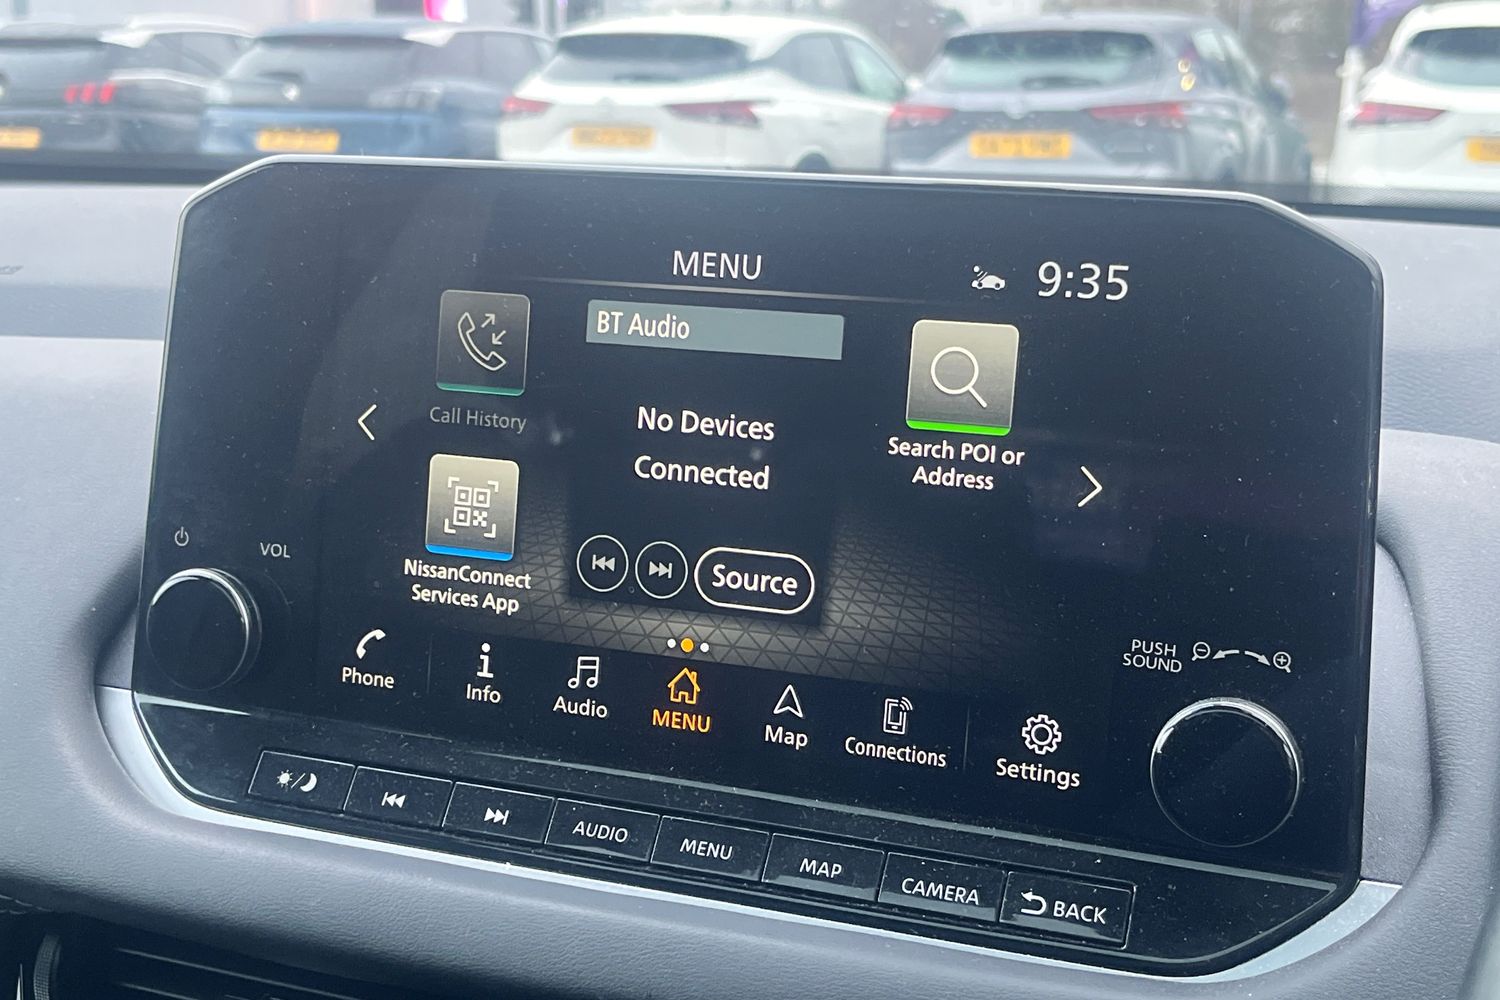 MENU
9:35
BT Audio
Call History
No Devices
Connected
Search POI or
Address
NissanConnect
Services App
Source
VOL
PUSH
SOUND
Phone
Info
Audio
MENU
Map
Connections
Settings
AUDIO
MENU
MAP
CAMERA
BACK